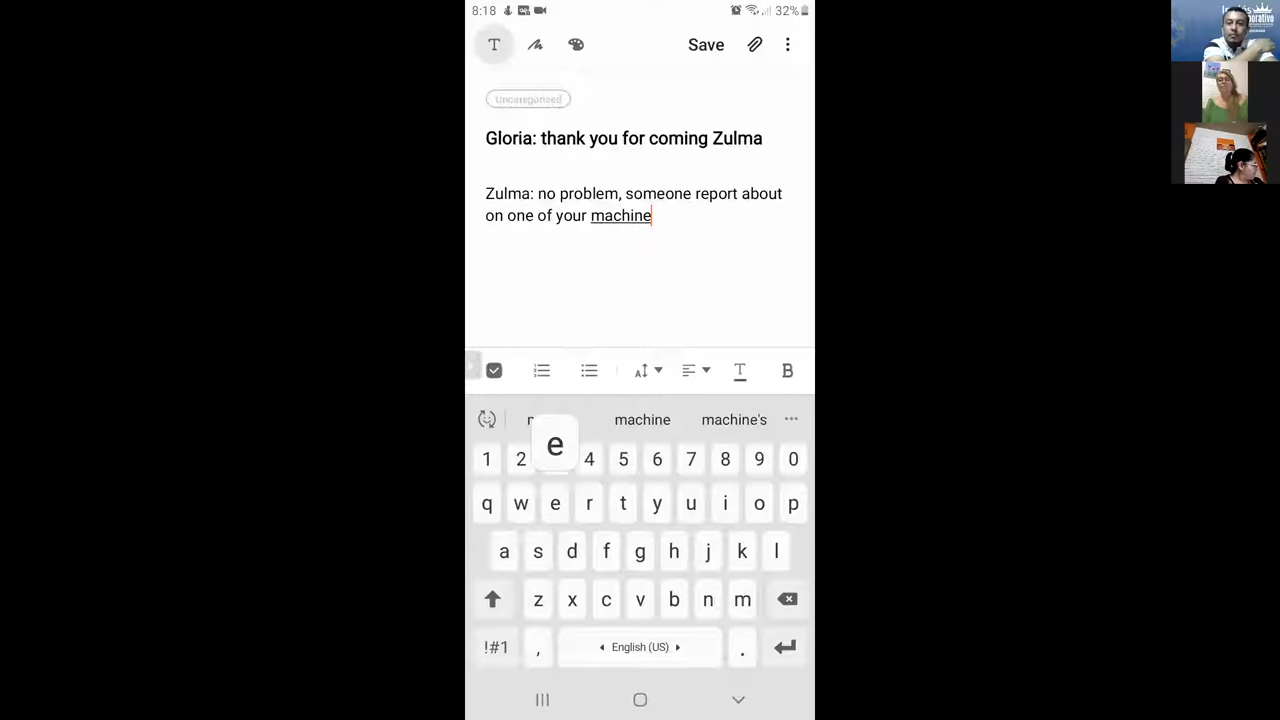 8:18
32%
Save
Uncategorized
Gloria: thank you for coming Zulma
Zulma: no problem, someone report about
on one of your machine
machine machine's
e
1 2 4 5 6 7 8 9 0
q w e r t y u i o p
a s d f g h j k l
z x c v b n m
!#1 , English (US) .